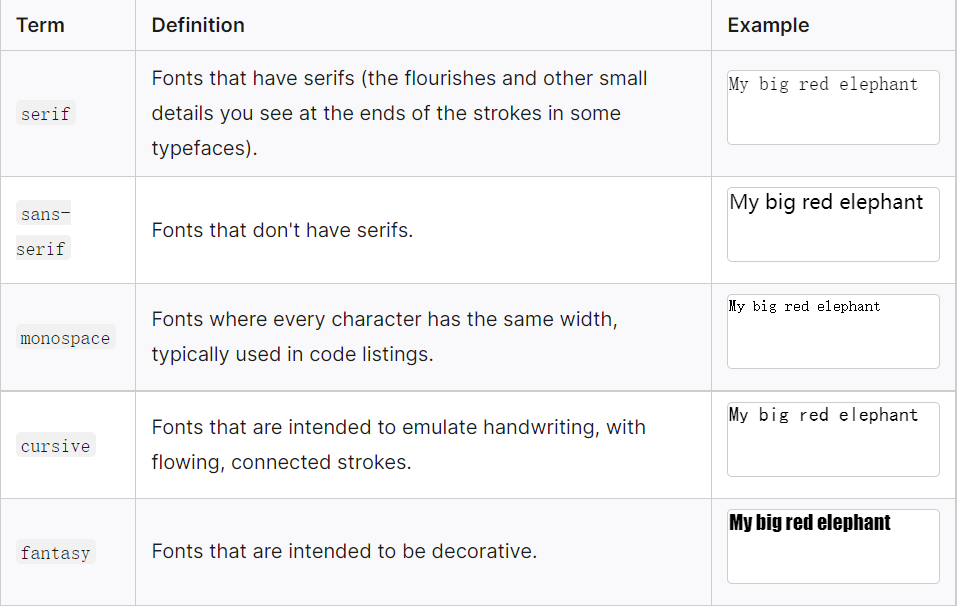 Term
Definition
Example
serif
Fonts that have serifs (the flourishes and other small
details you see at the ends of the strokes in some
typefaces).
My big red elephant
sans-
serif
Fonts that don't have serifs.
My big red elephant
monospace
Fonts where every character has the same width,
typically used in code listings.
My big red elephant
cursive
Fonts that are intended to emulate handwriting, with
flowing, connected strokes.
My big red elephant
fantasy
Fonts that are intended to be decorative.
My big red elephant